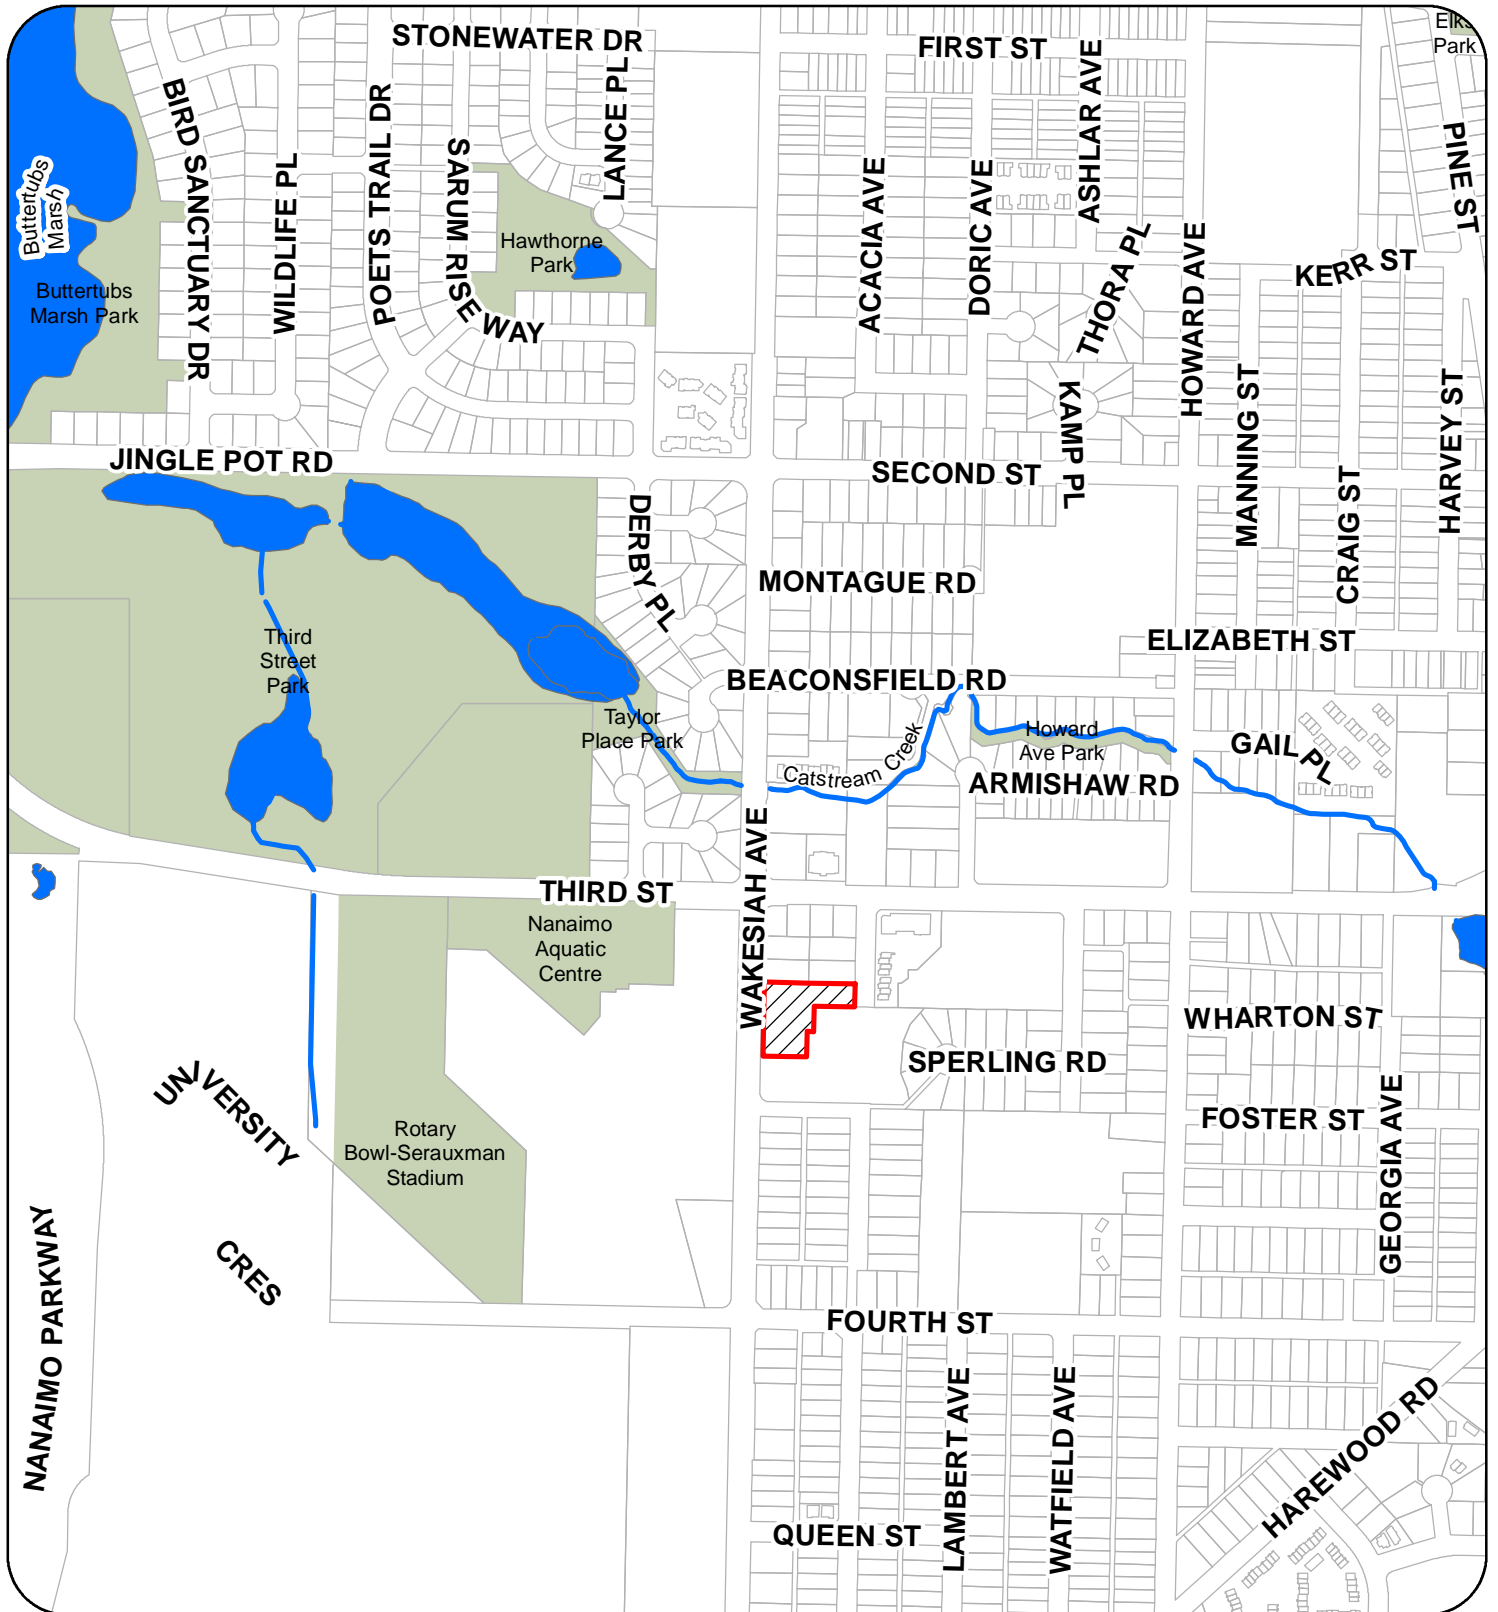 STONEWATER DR
FIRST ST
Elks
Park
BIRD SANCTUARY DR
WILDLIFE PL
POETS TRAIL DR
SARUM RISE WAY
LANCE PL
ACACIA AVE
DORIC AVE
ASHLAR AVE
THORA PL
HOWARD AVE
PINE ST
KERR ST
Buttertubs
Marsh
Buttertubs
Marsh Park
Hawthorne
Park
KAMP PL
MANNING ST
CRAIG ST
HARVEY ST
JINGLE POT RD
SECOND ST
DERBY PL
MONTAGUE RD
ELIZABETH ST
Third
Street
Park
BEACONSFIELD RD
Taylor
Place Park
Catstream Creek
Howard
Ave Park
GAIL PL
ARMISHAW RD
WAKESIAH AVE
THIRD ST
Nanaimo
Aquatic
Centre
WHARTON ST
SPERLING RD
UNIVERSITY
CRES
Rotary
Bowl-Serauxman
Stadium
FOSTER ST
GEORGIA AVE
NANAIMO PARKWAY
FOURTH ST
LAMBERT AVE
WATFIELD AVE
HAREWOOD RD
QUEEN ST